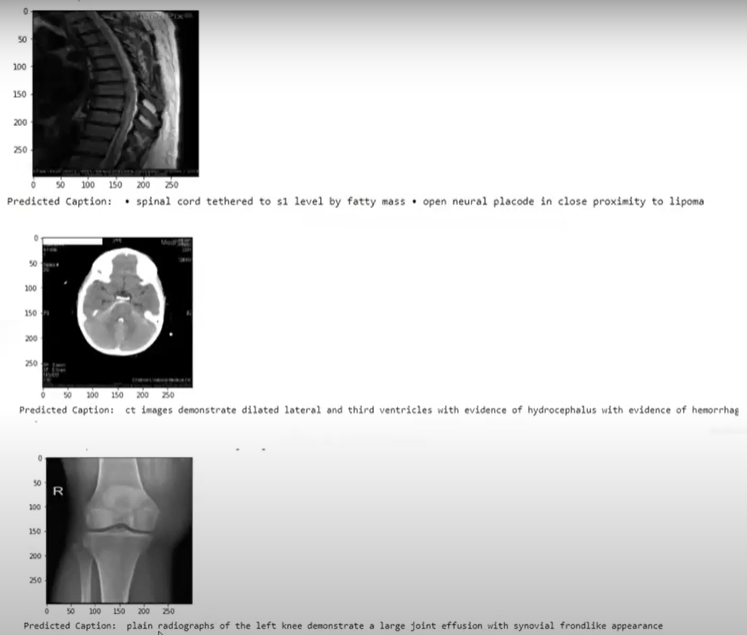 0
50
100
150
200
250
0 50 100 150 200 250
Predicted Caption: • spinal cord tethered to s1 level by fatty mass • open neural placode in close proximity to lipoma
0
50
100
150
200
250
0 50 100 150 200 250
Predicted Caption: ct images demonstrate dilated lateral and third ventricles with evidence of hydrocephalus with evidence of hemorrhag
0
50
R
100
150
200
250
0 50 100 150 200 250
Predicted Caption: plain radiographs of the left knee demonstrate a large joint effusion with synovial frondlike appearance